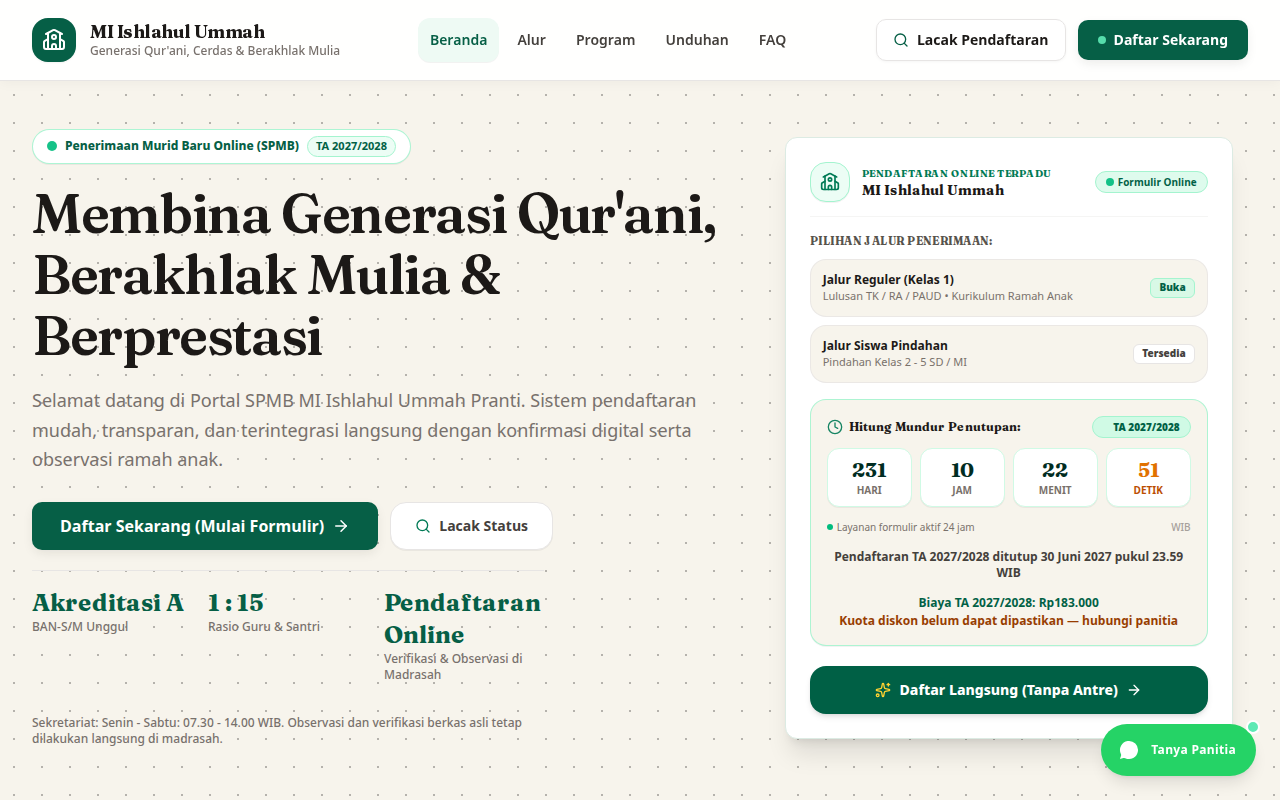 MI Ishlahul Ummah
Generasi Qur'ani, Cerdas & Berakhlak Mulia
Beranda
Alur
Program
Unduhan
FAQ
Lacak Pendaftaran
Daftar Sekarang
Penerimaan Murid Baru Online (SPMB)
TA 2027/2028
Membina Generasi Qur'ani,
Berakhlak Mulia &
Berprestasi
Selamat datang di Portal SPMB MI Ishlahul Ummah Pranti. Sistem pendaftaran
mudah, transparan, dan terintegrasi langsung dengan konfirmasi digital serta
observasi ramah anak.
Daftar Sekarang (Mulai Formulir)
Lacak Status
Akreditasi A
BAN-S/M Unggul
1 : 15
Rasio Guru & Santri
Pendaftaran
Online
Verifikasi & Observasi di
Madrasah
Sekretariat: Senin - Sabtu: 07.30 - 14.00 WIB. Observasi dan verifikasi berkas asli tetap
dilakukan langsung di madrasah.
PENDAFTARAN ONLINE TERPADU
MI Ishlahul Ummah
Formulir Online
PILIHAN JALUR PENERIMAAN:
Jalur Reguler (Kelas 1)
Lulusan TK / RA / PAUD • Kurikulum Ramah Anak
Buka
Jalur Siswa Pindahan
Pindahan Kelas 2 - 5 SD / MI
Tersedia
Hitung Mundur Penutupan:
TA 2027/2028
231
HARI
10
JAM
22
MENIT
51
DETIK
Layanan formulir aktif 24 jam
WIB
Pendaftaran TA 2027/2028 ditutup 30 Juni 2027 pukul 23.59
WIB
Biaya TA 2027/2028: Rp183.000
Kuota diskon belum dapat dipastikan — hubungi panitia
Daftar Langsung (Tanpa Antre)
Tanya Panitia